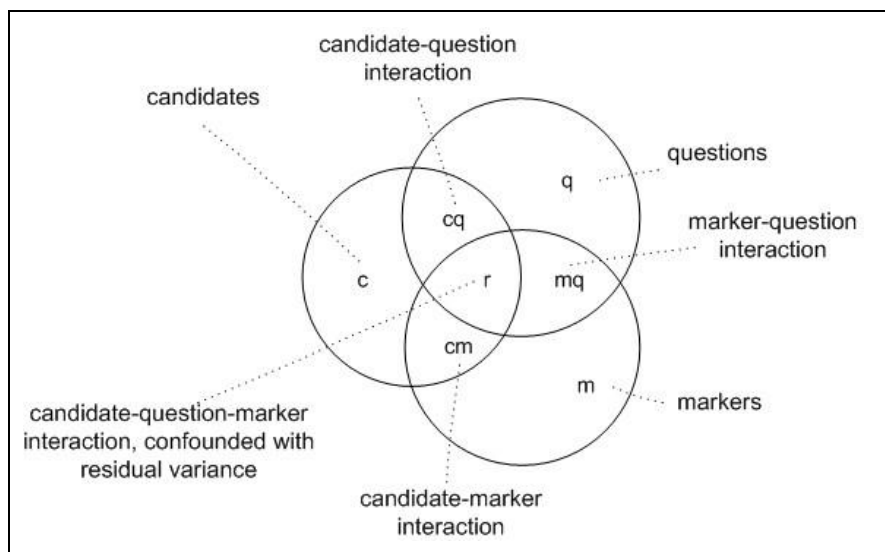 candidate-question
interaction
candidates
questions
q
marker-question
interaction
cq
c
r
mq
cm
m
markers
candidate-question-marker
interaction, confounded with
residual variance
candidate-marker
interaction